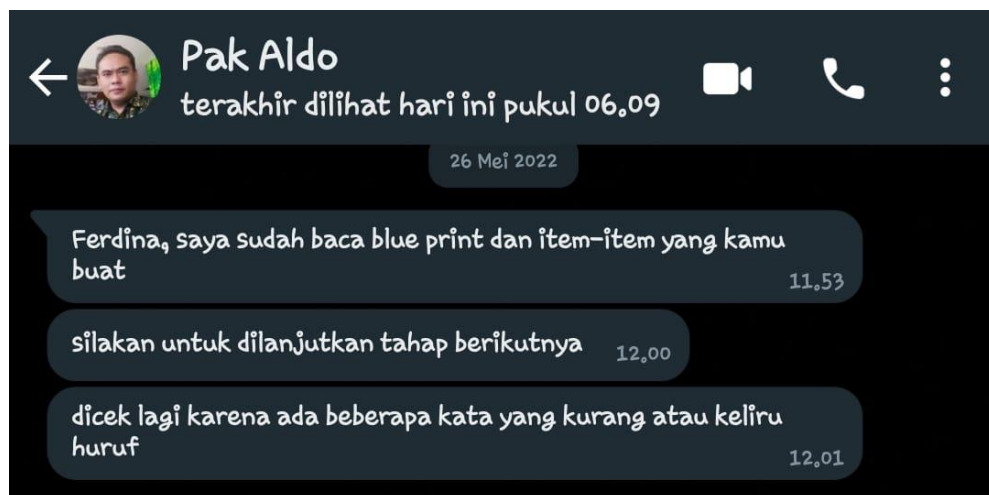 Pak Aldo
terakhir dilihat hari ini pukul 06.09
26 Mei 2022
Ferdina, saya sudah baca blue print dan item-item yang kamu
buat
11.53
silakan untuk dilanjutkan tahap berikutnya 12.00
dicek lagi karena ada beberapa kata yang kurang atau keliru
huruf
12.01